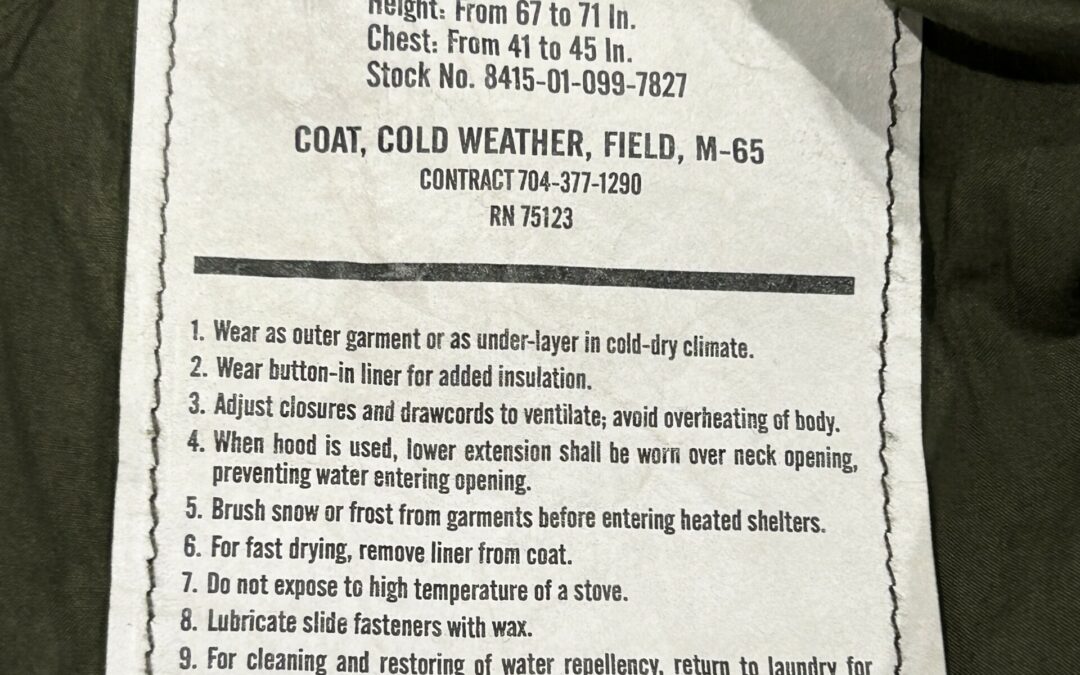 Height: From 67 to 71 In.
Chest: From 41 to 45 In.
Stock No. 8415-01-099-7827
COAT, COLD WEATHER, FIELD, M-65
CONTRACT 704-377-1290
RN 75123
1. Wear as outer garment or as under-layer in cold-dry climate.
2. Wear button-in liner for added insulation.
3. Adjust closures and drawcords to ventilate; avoid overheating of body.
4. When hood is used, lower extension shall be worn over neck opening,
preventing water entering opening.
5. Brush snow or frost from garments before entering heated shelters.
6. For fast drying, remove liner from coat.
7. Do not expose to high temperature of a stove.
8. Lubricate slide fasteners with wax.
9. For cleaning and restoring of water repellency, return to laundry for